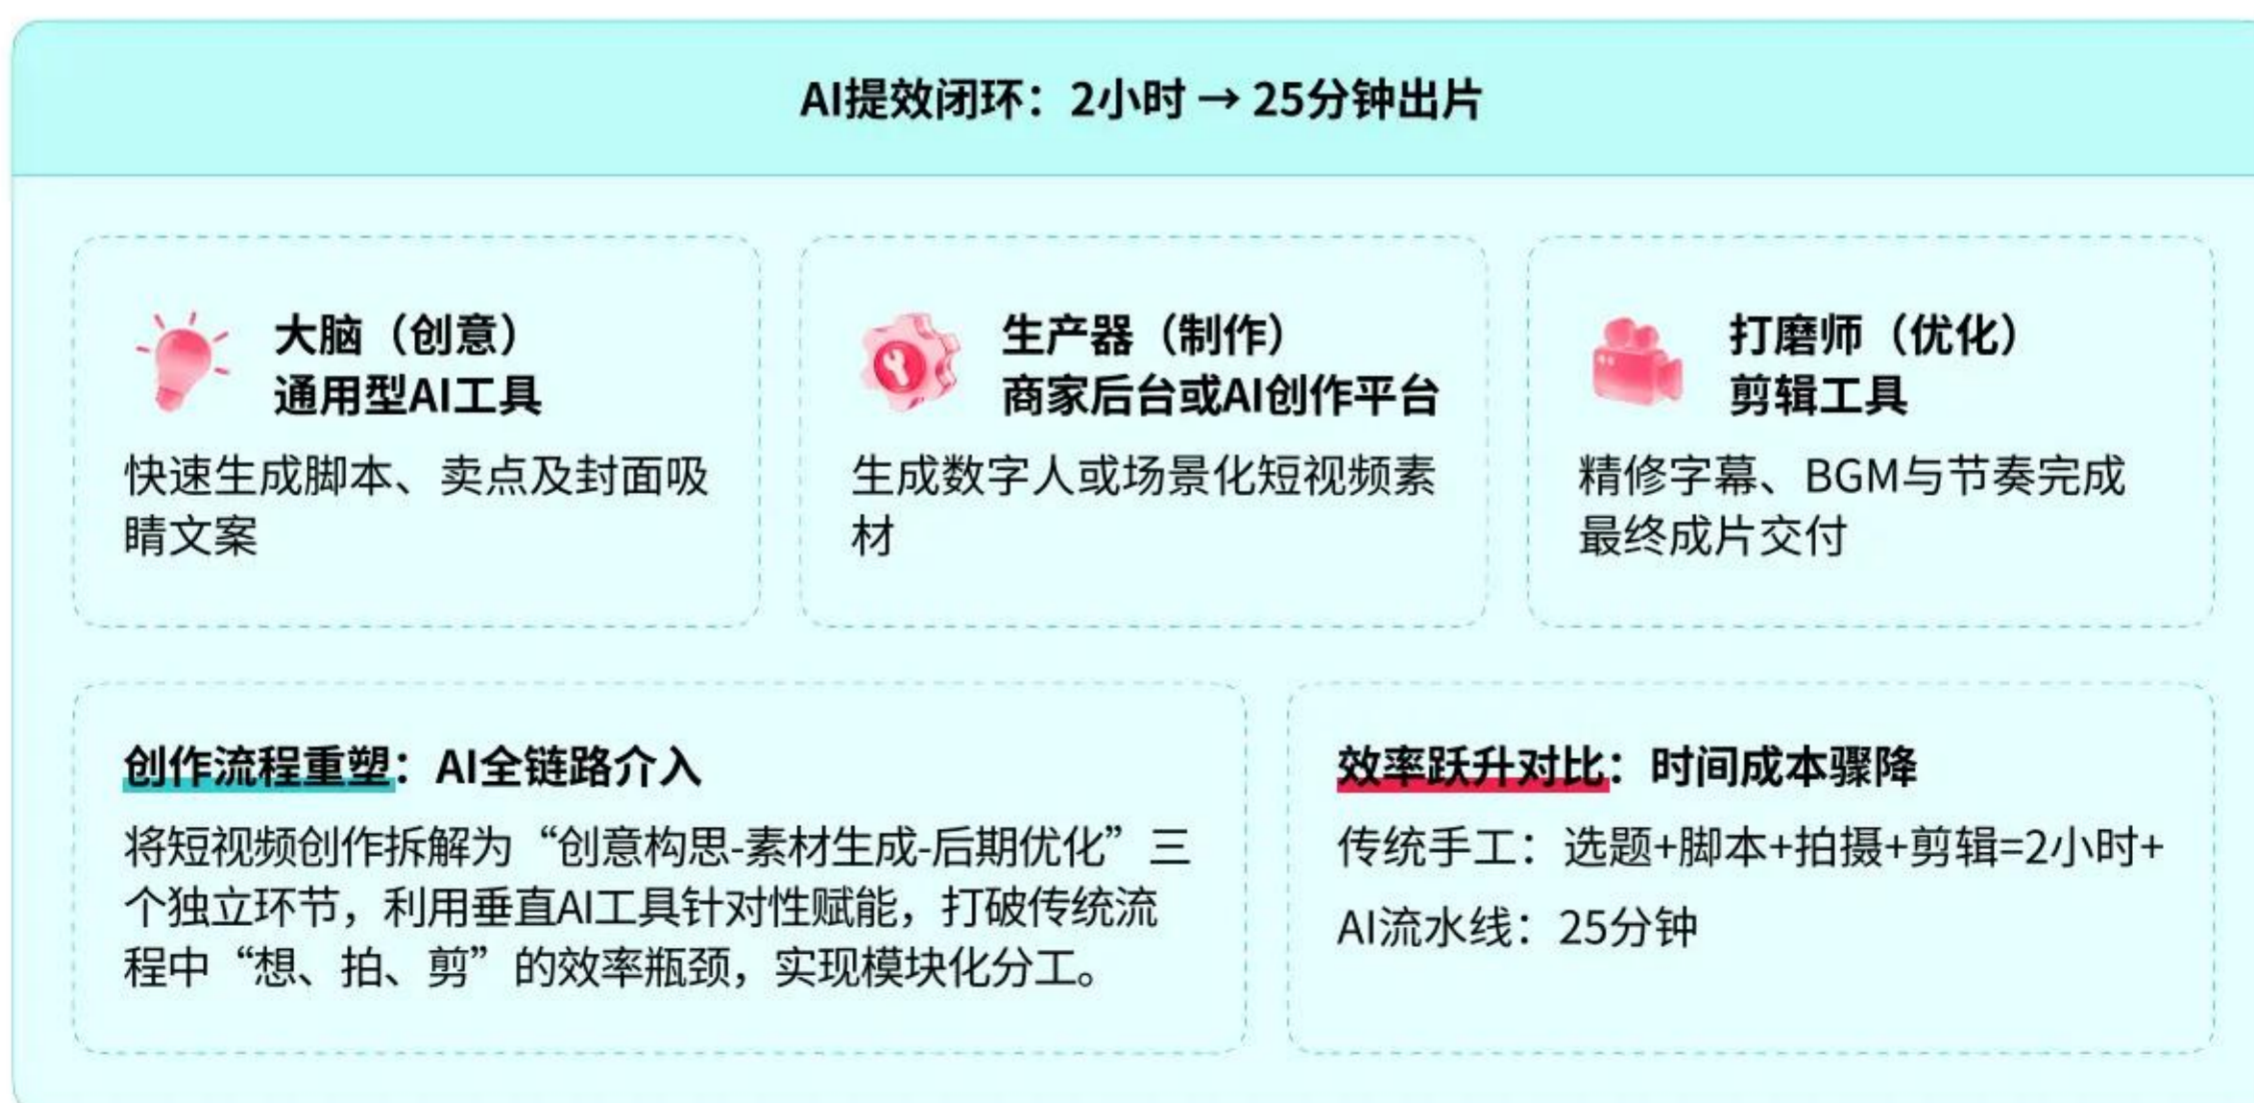 AI提效闭环：2小时 → 25分钟出片
大脑（创意）
通用型AI工具
快速生成脚本、卖点及封面吸
睛文案
生产器（制作）
商家后台或AI创作平台
生成数字人或场景化短视频素
材
打磨师（优化）
剪辑工具
精修字幕、BGM与节奏完成
最终成片交付
创作流程重塑：AI全链路介入
将短视频创作拆解为“创意构思-素材生成-后期优化”三
个独立环节，利用垂直AI工具针对性赋能，打破传统流
程中“想、拍、剪”的效率瓶颈，实现模块化分工。
效率跃升对比：时间成本骤降
传统手工：选题+脚本+拍摄+剪辑=2小时+
AI流水线：25分钟